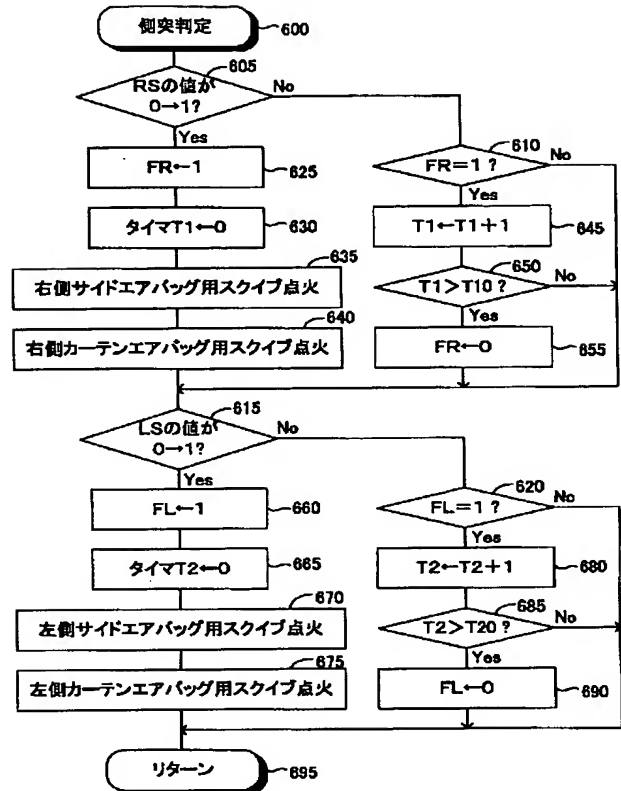 側突判定
600
RSの値が
0→1?
605
No
Yes
FR←1
625
タイマT1←0
630
635
右側サイドエアバッグ用スクイブ点火
640
右側カーテンエアバッグ用スクイブ点火
FR=1?
610
No
Yes
T1←T1+1
645
T1>T10?
650
No
Yes
FR←0
655
LSの値が
0→1?
615
No
Yes
FL←1
660
タイマT2←0
665
670
左側サイドエアバッグ用スクイブ点火
675
左側カーテンエアバッグ用スクイブ点火
FL=1?
620
No
Yes
T2←T2+1
680
T2>T20?
685
No
Yes
FL←0
690
リターン
695